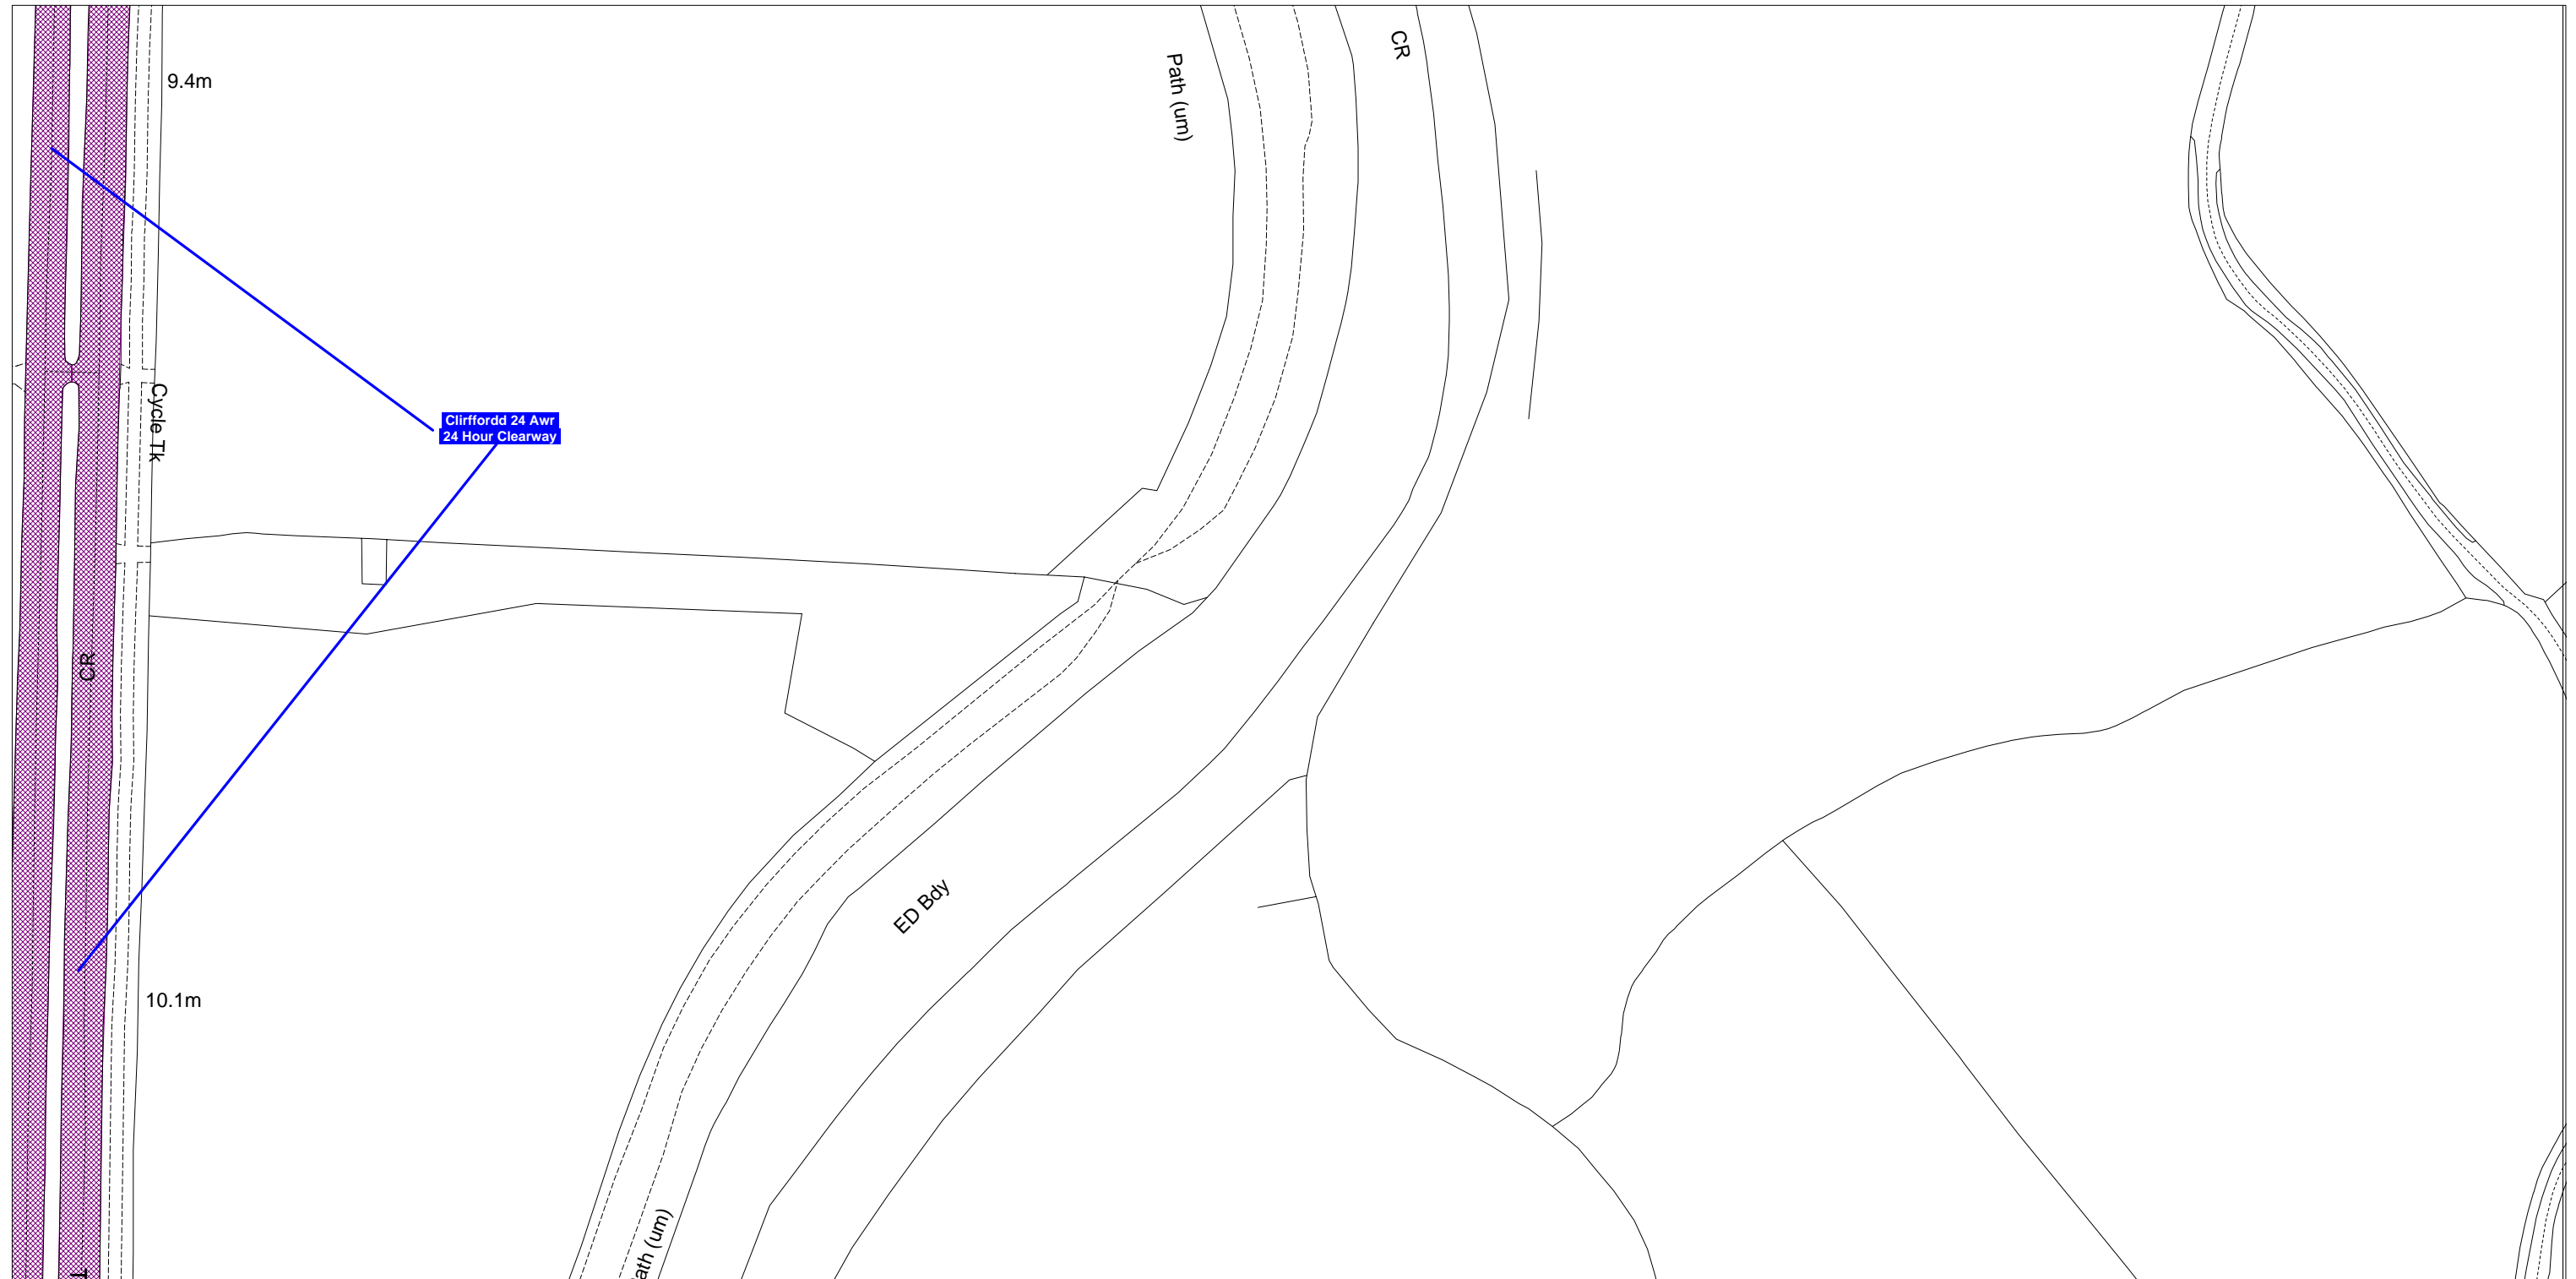 9.4m
Path (um)
CR
Cycle Tk
Clirffordd 24 Awr
24 Hour Clearway
CR
ED Bdy
10.1m
ath (um)
T